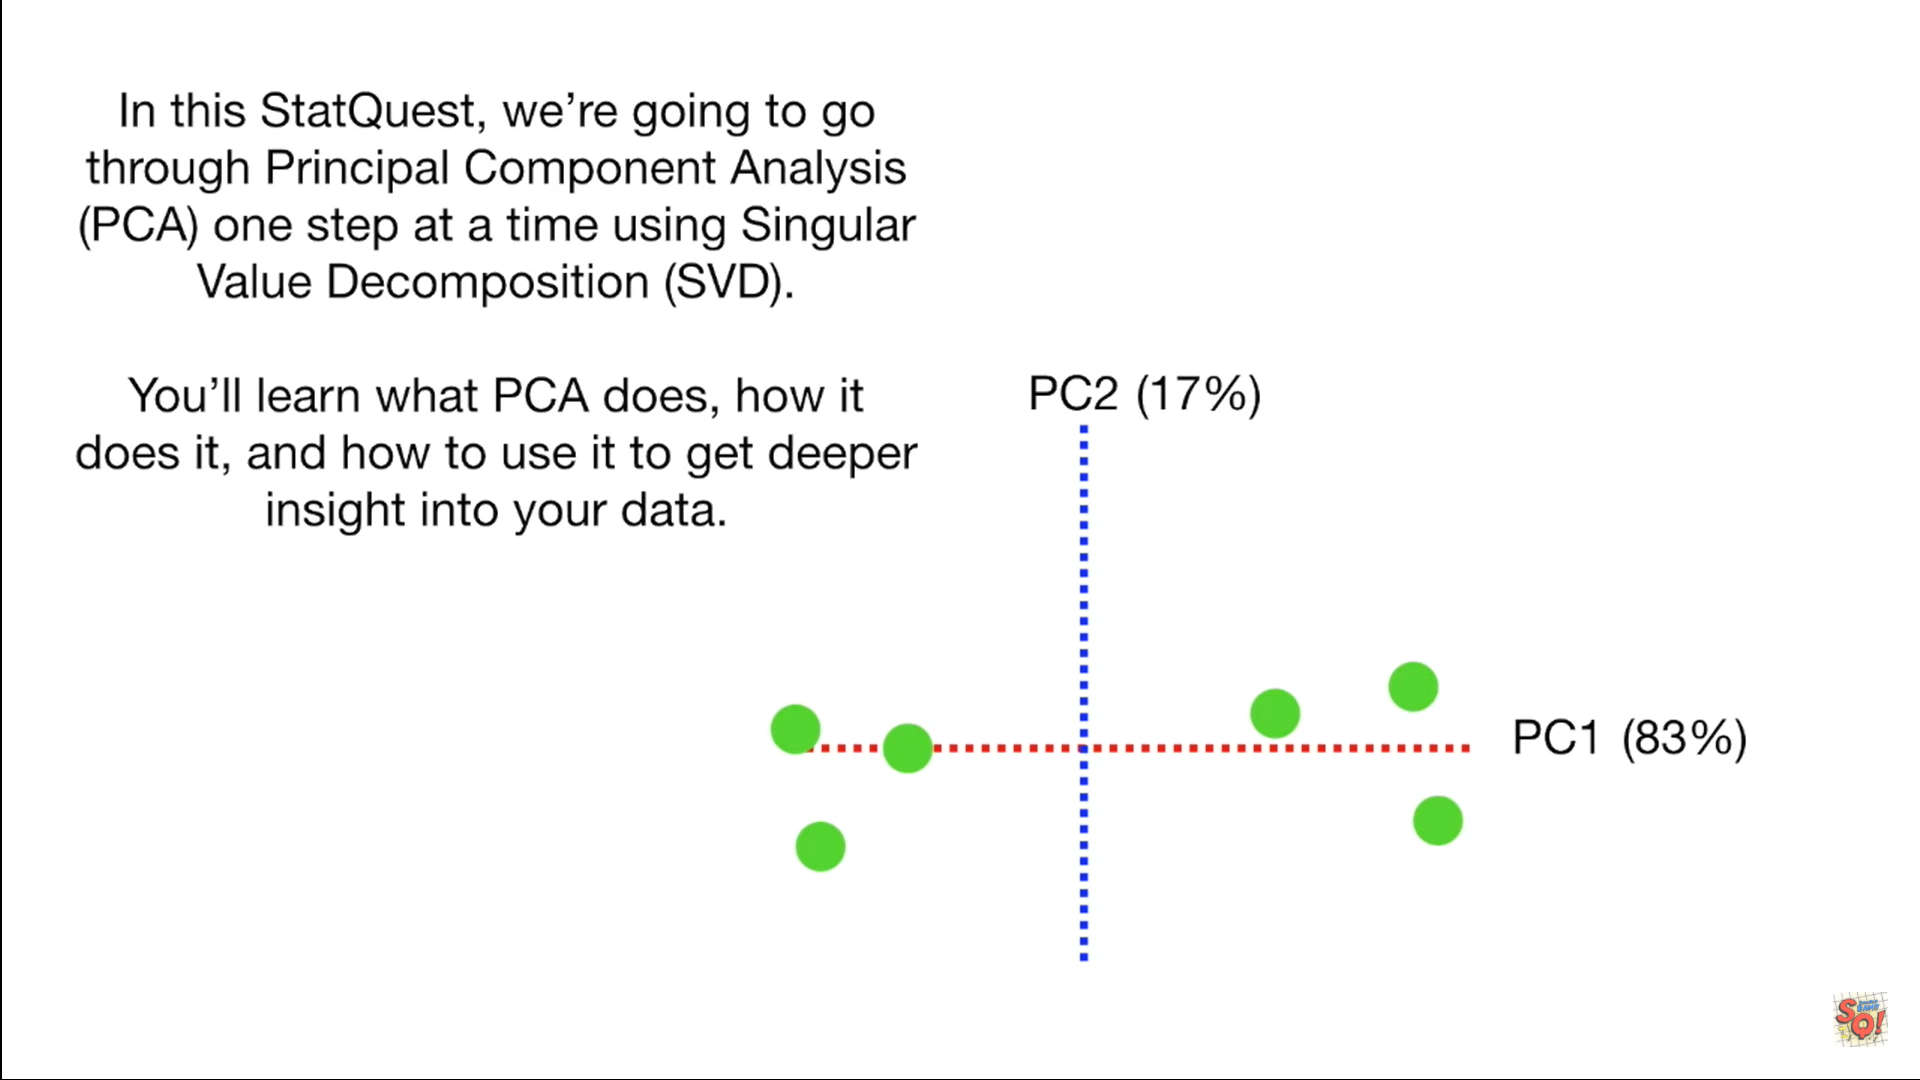 In this StatQuest, we’re going to go
through Principal Component Analysis
(PCA) one step at a time using Singular
Value Decomposition (SVD).
You’ll learn what PCA does, how it
does it, and how to use it to get deeper
insight into your data.
PC2 (17%)
PC1 (83%)
SQ!